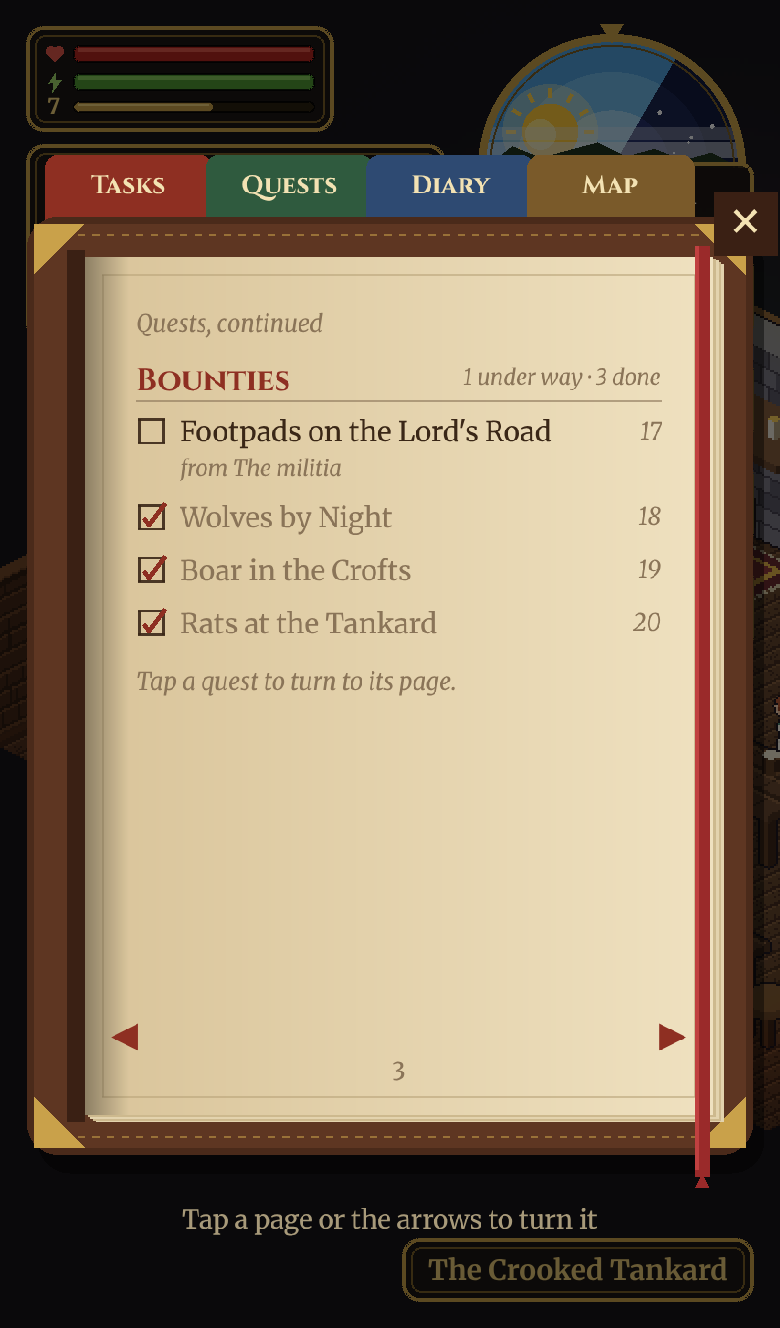 7
Tasks Quests Diary Map
×
Quests, continued
Bounties 1 under way · 3 done
Footpads on the Lord's Road 17
from The militia
Wolves by Night 18
Boar in the Crofts 19
Rats at the Tankard 20
Tap a quest to turn to its page.
3
Tap a page or the arrows to turn it
The Crooked Tankard